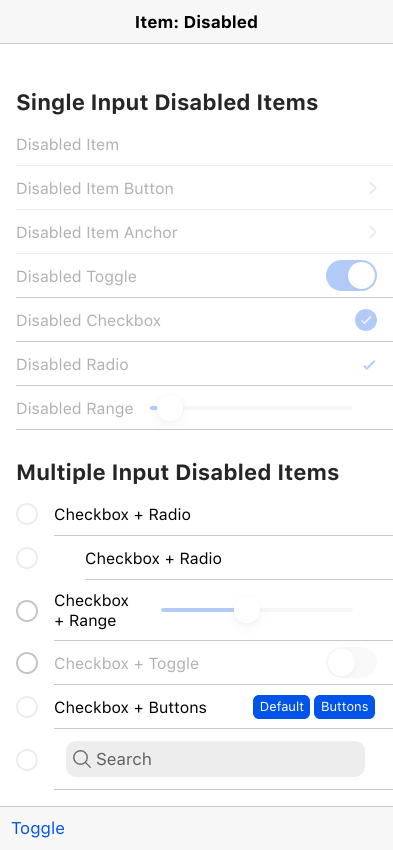 Item: Disabled
Single Input Disabled Items
Disabled Item
Disabled Item Button
Disabled Item Anchor
Disabled Toggle
Disabled Checkbox
Disabled Radio
Disabled Range
Multiple Input Disabled Items
Checkbox + Radio
Checkbox + Radio
Checkbox
+ Range
Checkbox + Toggle
Checkbox + Buttons Default Buttons
Search
Toggle